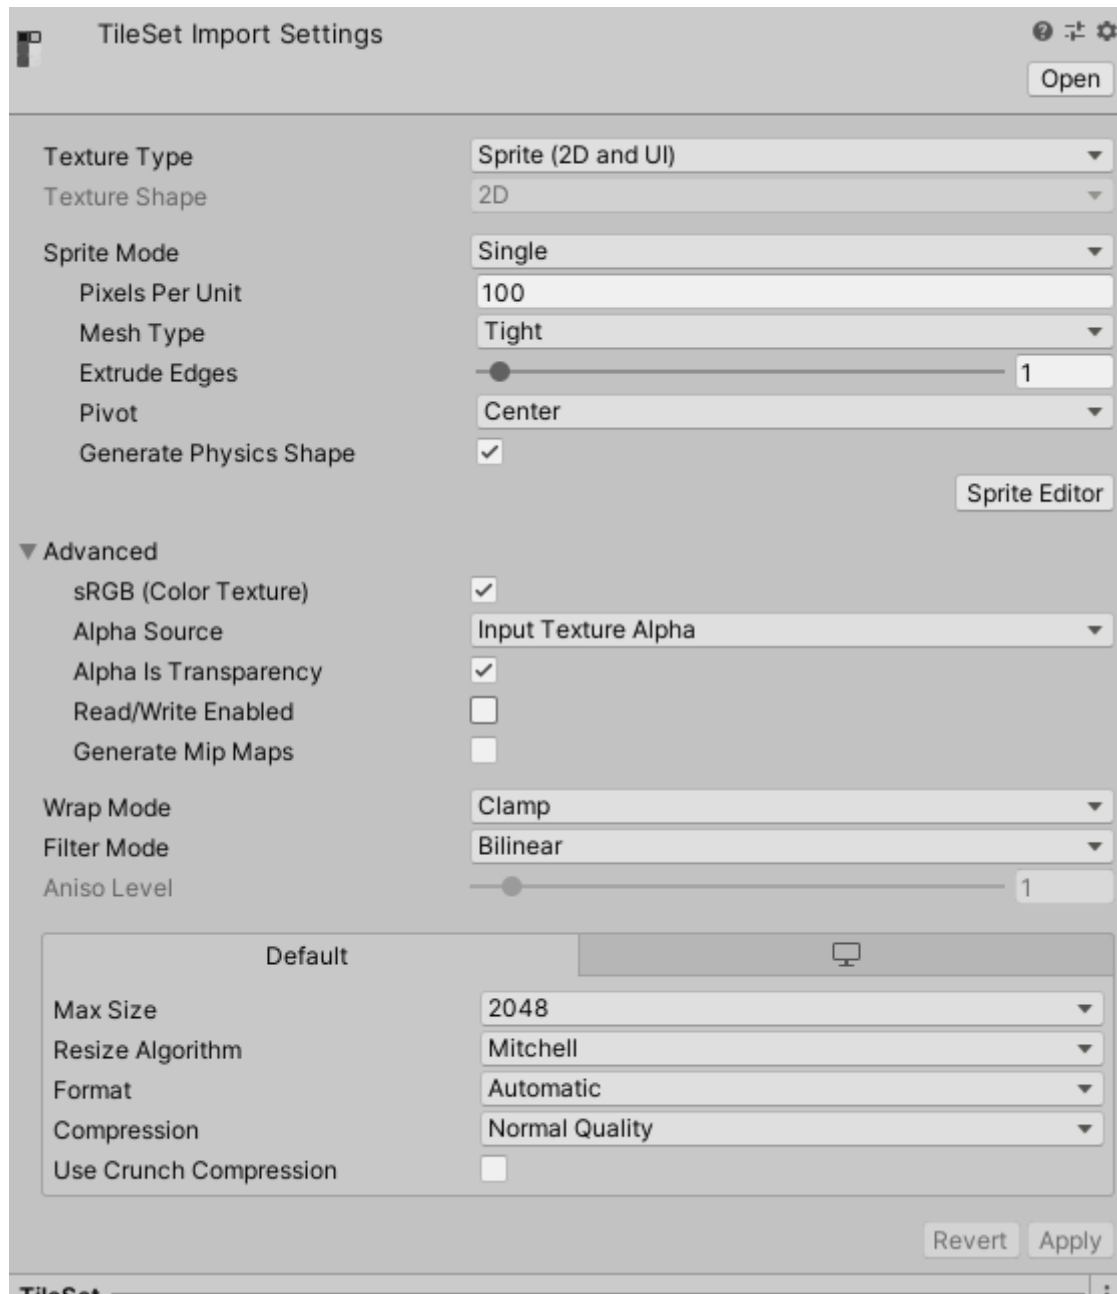 TileSet Import Settings
Open
Texture Type Sprite (2D and UI)
Texture Shape 2D
Sprite Mode Single
Pixels Per Unit 100
Mesh Type Tight
Extrude Edges 1
Pivot Center
Generate Physics Shape
Sprite Editor
Advanced
sRGB (Color Texture)
Alpha Source Input Texture Alpha
Alpha Is Transparency
Read/Write Enabled
Generate Mip Maps
Wrap Mode Clamp
Filter Mode Bilinear
Aniso Level 1
Default
Max Size 2048
Resize Algorithm Mitchell
Format Automatic
Compression Normal Quality
Use Crunch Compression
Revert Apply
TileSet